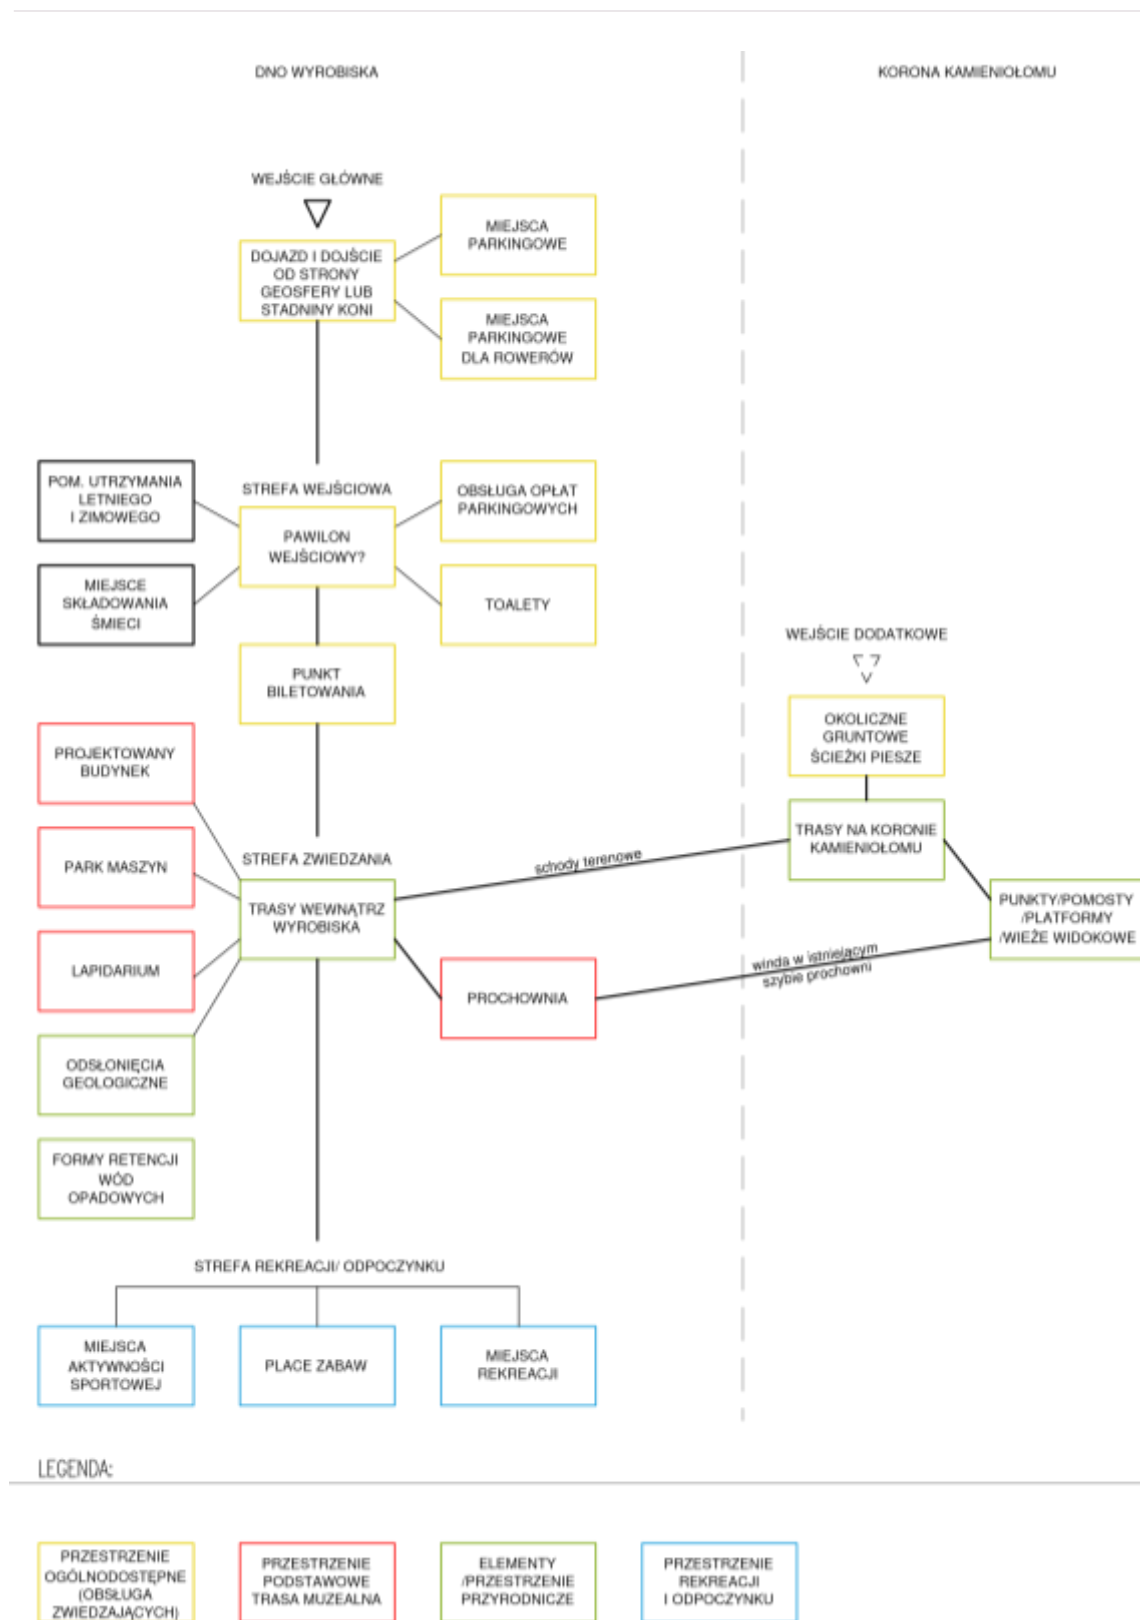 DNO WYROBISKA
KORONA KAMIENIOŁOMU
WEJŚCIE GŁÓWNE
DOJAZD I DOJŚCIE
OD STRONY
GEOSFERY LUB
STADNINY KONI
MIEJSCA
PARKINGOWE
MIEJSCA
PARKINGOWE
DLA ROWERÓW
POM. UTRZYMANIA
LETNIEGO
I ZIMOWEGO
STREFA WEJŚCIOWA
PAWILON
WEJŚCIOWY?
OBSŁUGA OPŁAT
PARKINGOWYCH
MIEJSCE
SKŁADOWANIA
ŚMIECI
TOALETY
PUNKT
BILETOWANIA
WEJŚCIE DODATKOWE
OKOLICZNE
GRUNTOWE
ŚCIEŻKI PIESZE
PROJEKTOWANY
BUDYNEK
PARK MASZYN
STREFA ZWIEDZANIA
TRASY WEWNĄTRZ
WYROBISKA
schody terenowe
TRASY NA KORONIE
KAMIENIOŁOMU
PUNKTY/POMOSTY
/PLATFORMY
/WIEŻE WIDOKOWE
LAPIDARIUM
PROCHOWNIA
winda w istniejącym
szybie prochowni
ODSŁONIĘCIA
GEOLOGICZNE
FORMY RETENCJI
WÓD
OPADOWYCH
STREFA REKREACJI/ ODPOCZYNKU
MIEJSCA
AKTYWNOŚCI
SPORTOWEJ
PLACE ZABAW
MIEJSCA
REKREACJI
LEGENDA:
PRZESTRZENIE
OGÓLNODOSTĘPNE
(OBSŁUGA
ZWIEDZAJĄCYCH)
PRZESTRZENIE
PODSTAWOWE
TRASA MUZEALNA
ELEMENTY
/PRZESTRZENIE
PRZYRODNICZE
PRZESTRZENIE
REKREACJI
I ODPOCZYNKU